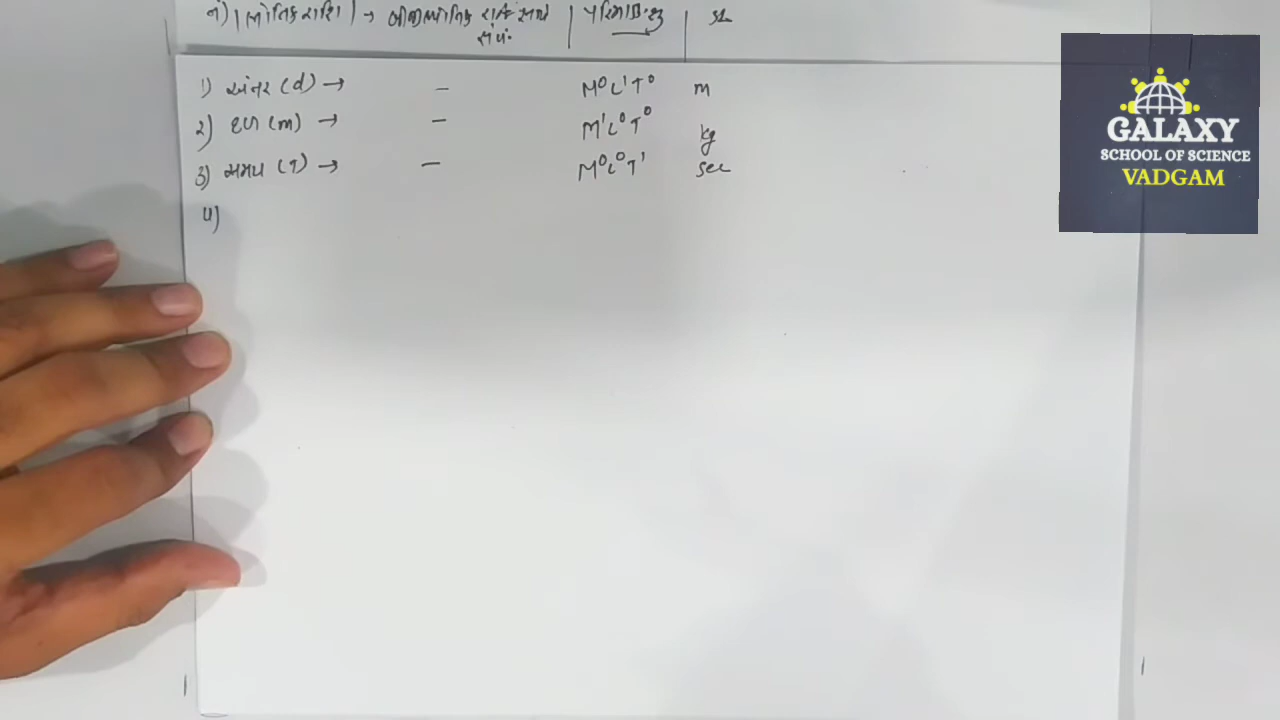 નં) | ભૌતિકરાશિ | → બીજી ભૌતિક રાશિ સાથે સંબં. | પરિમાણિક સૂત્ર | SI
1) અંતર (d) → – M⁰L¹T⁰ m
2) દળ (m) → – M¹L⁰T⁰ kg
3) સમય (T) → – M⁰L⁰T¹ sec
4)
GALAXY
SCHOOL OF SCIENCE
VADGAM